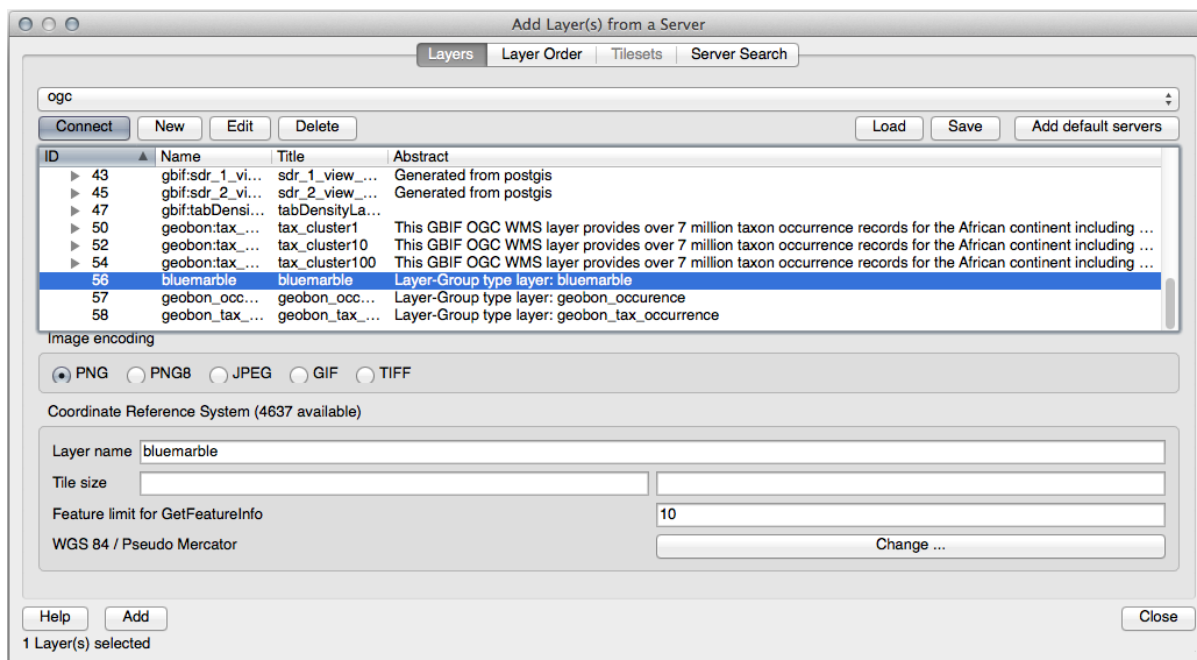 Add Layer(s) from a Server
Layers Layer Order Tilesets Server Search
ogc
Connect New Edit Delete Load Save Add default servers
ID Name Title Abstract
43 gbif:sdr_1_vi... sdr_1_view_... Generated from postgis
45 gbif:sdr_2_vi... sdr_2_view_... Generated from postgis
47 gbif:tabDensi... tabDensityLa...
50 geobon:tax_... tax_cluster1 This GBIF OGC WMS layer provides over 7 million taxon occurrence records for the African continent including ...
52 geobon:tax_... tax_cluster10 This GBIF OGC WMS layer provides over 7 million taxon occurrence records for the African continent including ...
54 geobon:tax_... tax_cluster100 This GBIF OGC WMS layer provides over 7 million taxon occurrence records for the African continent including ...
56 bluemarble bluemarble Layer-Group type layer: bluemarble
57 geobon_occ... geobon_occ... Layer-Group type layer: geobon_occurence
58 geobon_tax_... geobon_tax_... Layer-Group type layer: geobon_tax_occurrence
Image encoding
PNG PNG8 JPEG GIF TIFF
Coordinate Reference System (4637 available)
Layer name bluemarble
Tile size
Feature limit for GetFeatureInfo 10
WGS 84 / Pseudo Mercator Change ...
Help Add Close
1 Layer(s) selected